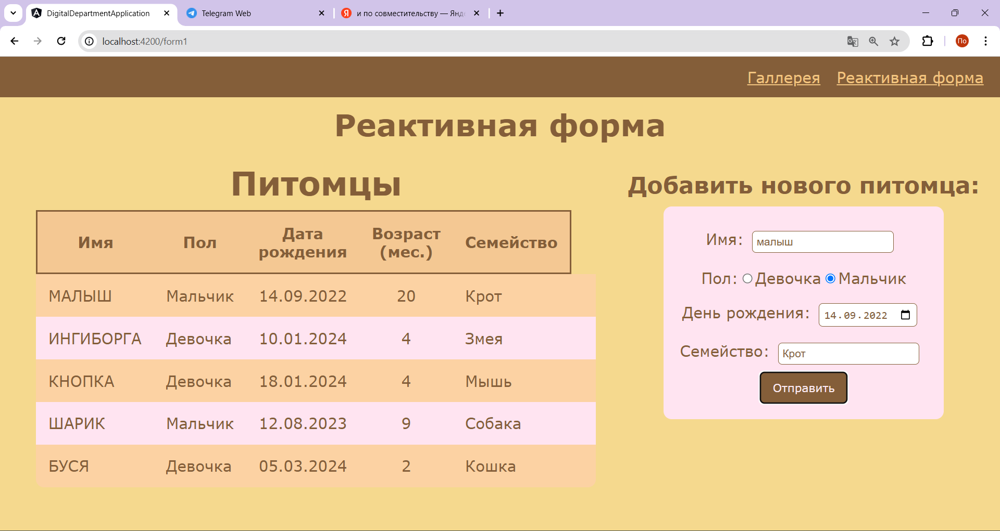 DigitalDepartmentApplication
Telegram Web
и по совместительству —
localhost:4200/form1
По
Галлерея Реактивная форма
Реактивная форма
Питомцы
Имя Пол Дата рождения Возраст (мес.) Семейство
МАЛЫШ Мальчик 14.09.2022 20 Крот
ИНГИБОРГА Девочка 10.01.2024 4 Змея
КНОПКА Девочка 18.01.2024 4 Мышь
ШАРИК Мальчик 12.08.2023 9 Собака
БУСЯ Девочка 05.03.2024 2 Кошка
Добавить нового питомца:
Имя: малыш
Пол: Девочка Мальчик
День рождения: 14.09.2022
Семейство: Крот
Отправить